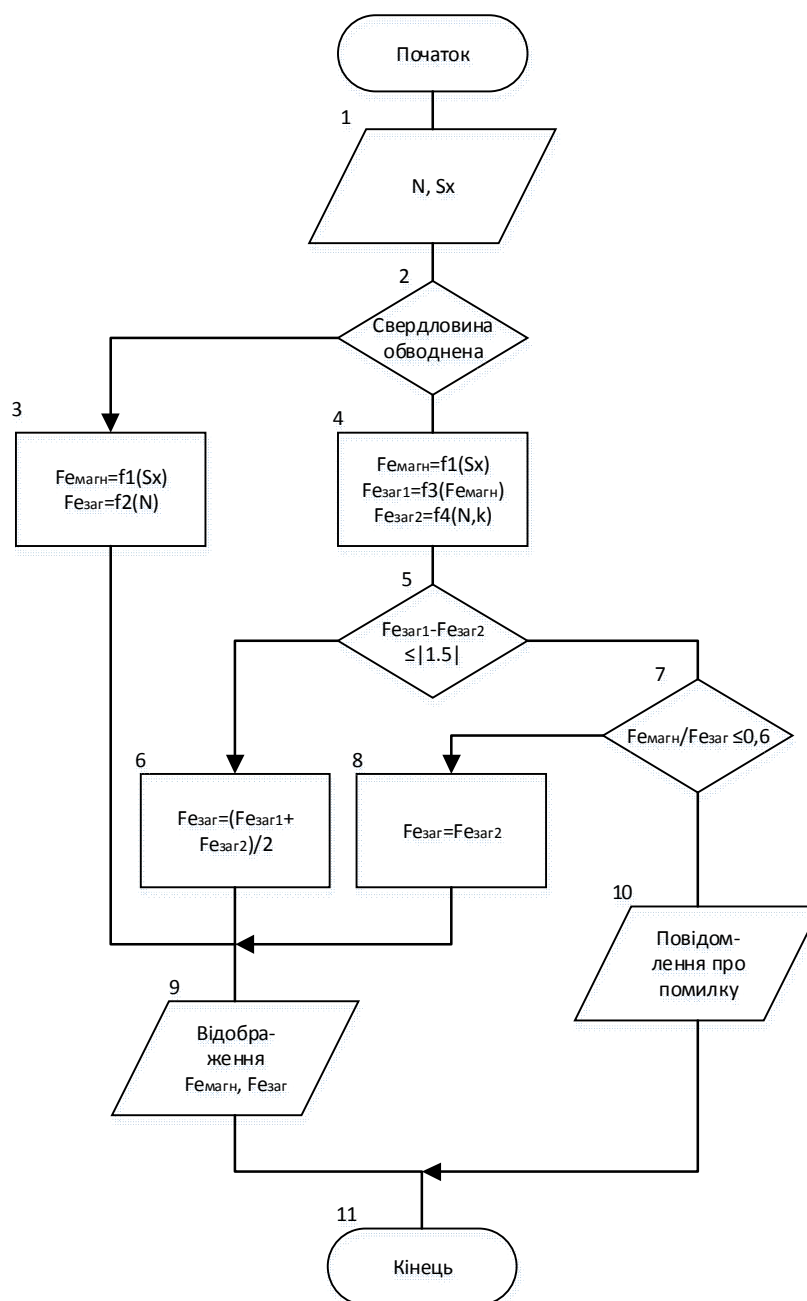 Початок
1
N, Sx
2
Свердловина
обводнена
3
Feмагн=f1(Sx)
Feзаг=f2(N)
4
Feмагн=f1(Sx)
Feзаг1=f3(Feмагн)
Feзаг2=f4(N,k)
5
Feзаг1-Feзаг2
≤|1.5|
7
Feмагн/Feзаг ≤0,6
6
Feзаг=(Feзаг1+
Feзаг2)/2
8
Feзаг=Feзаг2
10
Повідом-
лення про
помилку
9
Відобра-
ження
Feмагн, Feзаг
11
Кінець